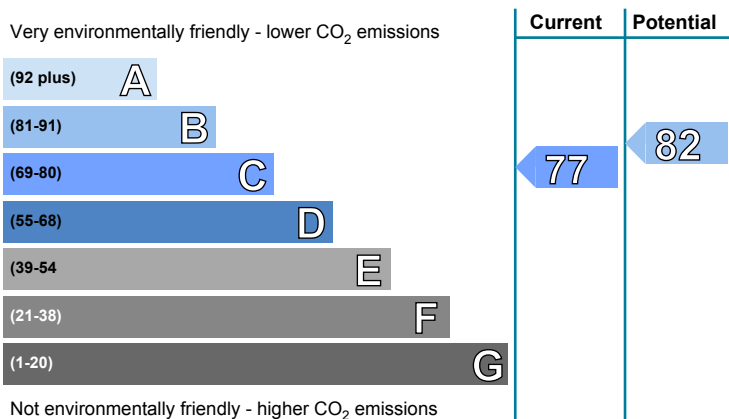 Very environmentally friendly - lower CO₂ emissions
Current
Potential
(92 plus) A
(81-91) B
(69-80) C
(55-68) D
(39-54 E
(21-38) F
(1-20) G
77
82
Not environmentally friendly - higher CO₂ emissions